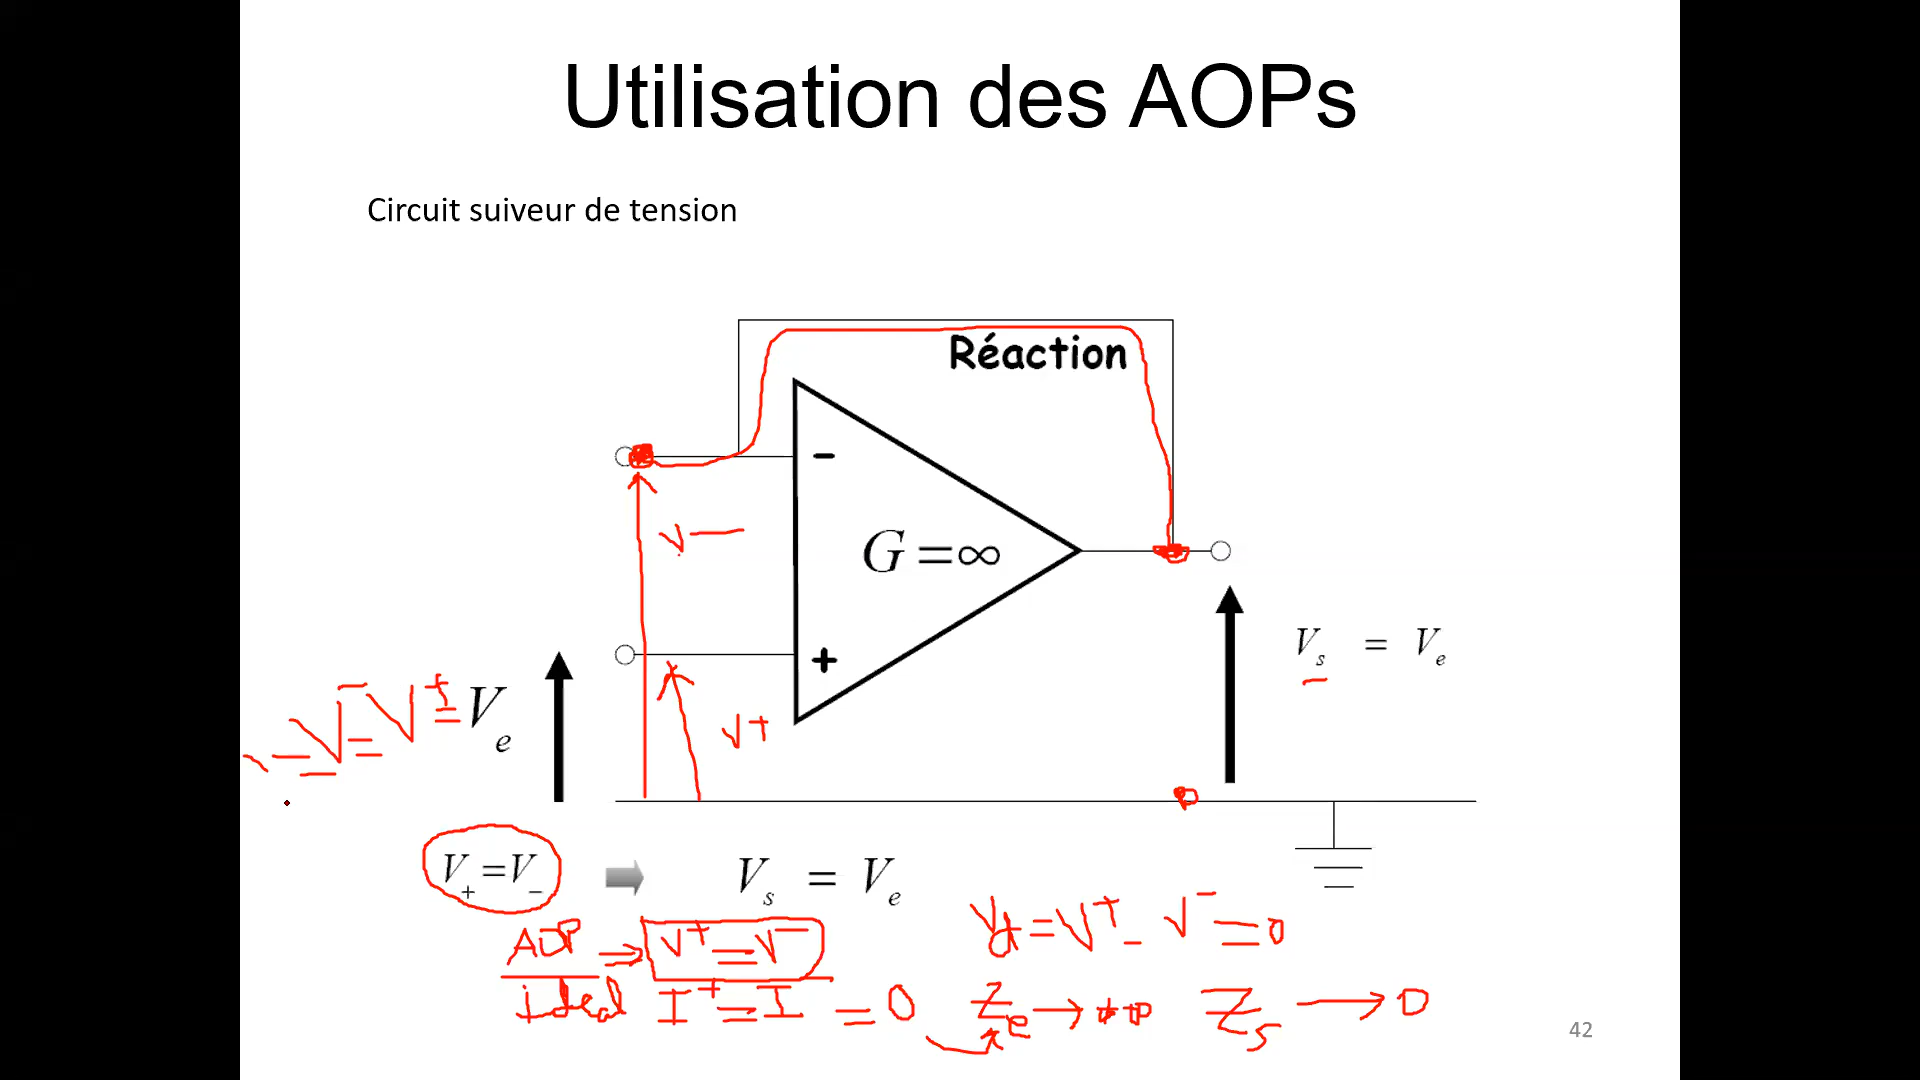 Utilisation des AOPs
Circuit suiveur de tension
Réaction
-
V-
G = ∞
+
V+
Vs = Ve
= V- = V+ = Ve
V+ = V-
Vs = Ve
AOP ⇒ V+ = V-
Vd = V+ - V- = 0
ideal I+ = I- = 0
Ze → +∞
Zs → 0
42